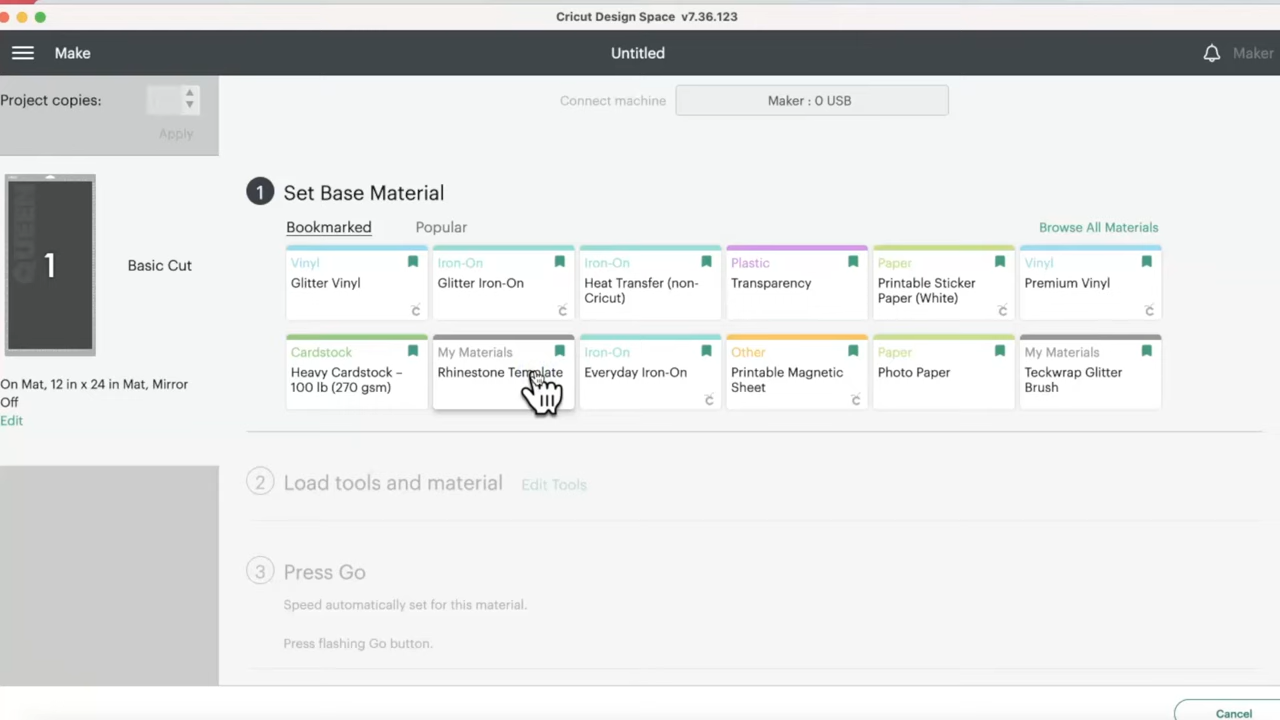 Cricut Design Space v7.36.123
Make
Untitled
Maker
Project copies:
Apply
Connect machine
Maker : 0 USB
QUEEN
1
Basic Cut
On Mat, 12 in x 24 in Mat, Mirror
Off
Edit
1 Set Base Material
Bookmarked Popular Browse All Materials
Vinyl
Glitter Vinyl
Iron-On
Glitter Iron-On
Iron-On
Heat Transfer (non-
Cricut)
Plastic
Transparency
Paper
Printable Sticker
Paper (White)
Vinyl
Premium Vinyl
Cardstock
Heavy Cardstock –
100 lb (270 gsm)
My Materials
Rhinestone Template
Iron-On
Everyday Iron-On
Other
Printable Magnetic
Sheet
Paper
Photo Paper
My Materials
Teckwrap Glitter
Brush
2 Load tools and material Edit Tools
3 Press Go
Speed automatically set for this material.
Press flashing Go button.
Cancel